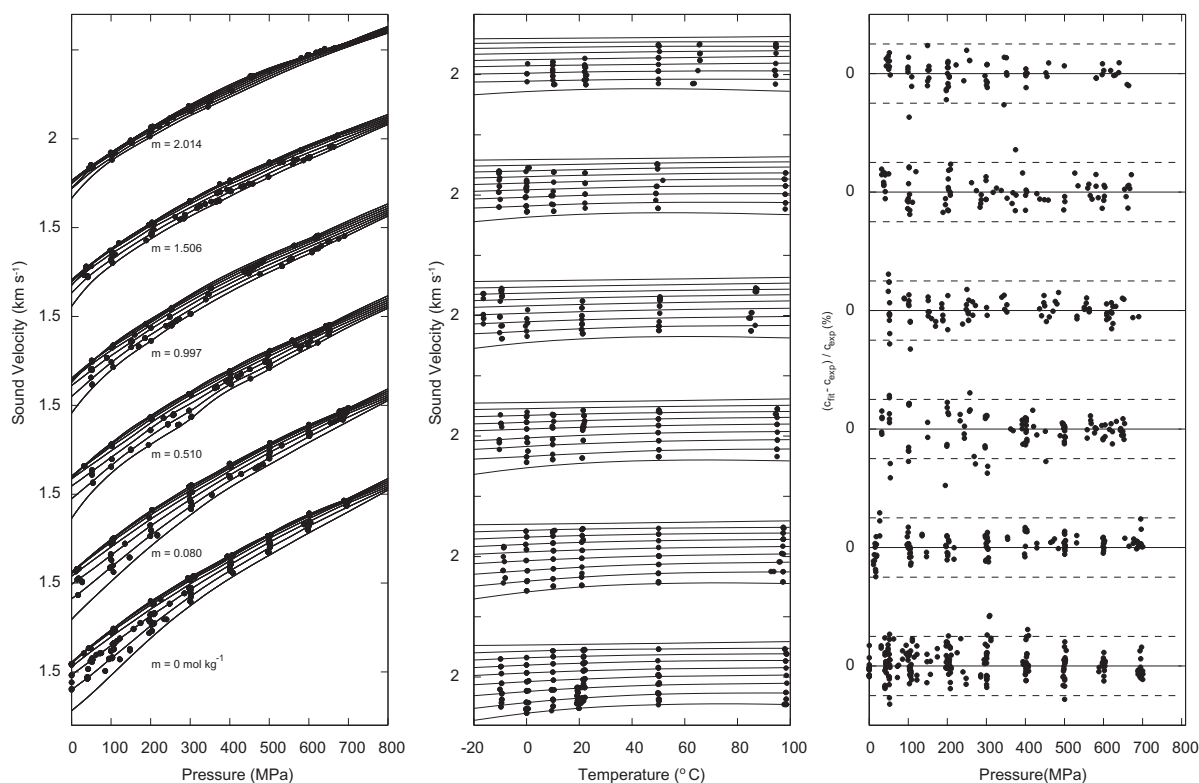 2
1.5
1.5
1.5
1.5
1.5
1.5
m = 2.014
m = 1.506
m = 0.997
m = 0.510
m = 0.080
m = 0 mol kg⁻¹
Sound Velocity (km s⁻¹)
0 100 200 300 400 500 600 700 800
Pressure (MPa)
2
2
2
2
2
2
Sound Velocity (km s⁻¹)
-20 0 20 40 60 80 100
Temperature (°C)
0
0
0
0
0
0
(c_fit - c_exp) / c_exp (%)
0 100 200 300 400 500 600 700 800
Pressure(MPa)